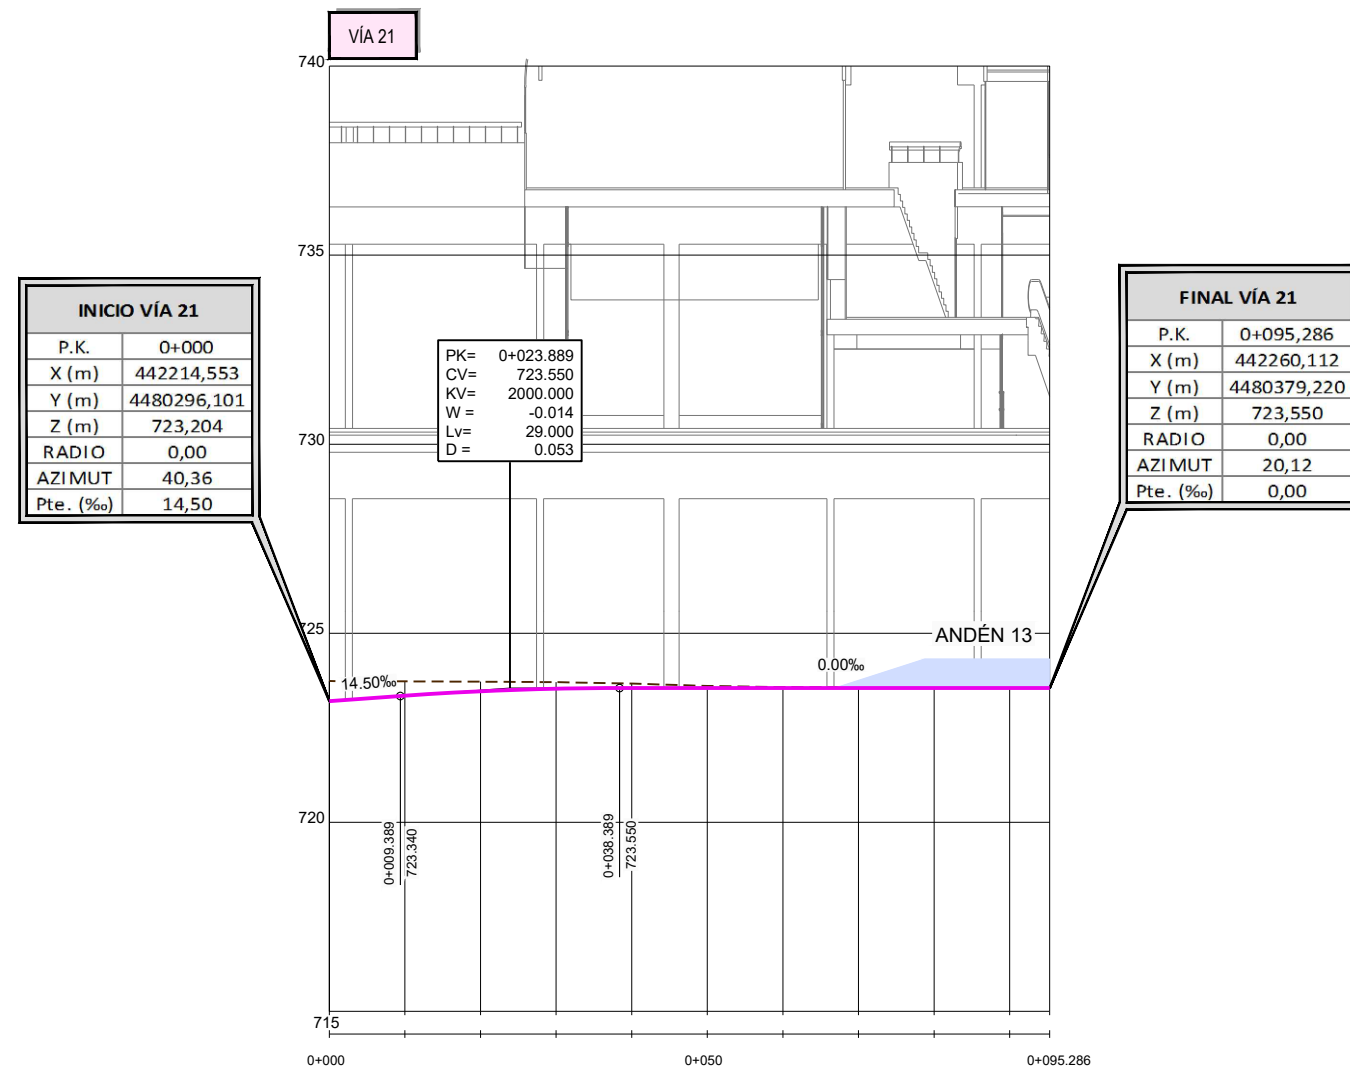 VÍA 21
740
735
730
725
720
715
INICIO VÍA 21
P.K. 0+000
X (m) 442214,553
Y (m) 4480296,101
Z (m) 723,204
RADIO 0,00
AZIMUT 40,36
Pte. (‰) 14,50
PK= 0+023.889
CV= 723.550
KV= 2000.000
W = -0.014
Lv= 29.000
D = 0.053
FINAL VÍA 21
P.K. 0+095,286
X (m) 442260,112
Y (m) 4480379,220
Z (m) 723,550
RADIO 0,00
AZIMUT 20,12
Pte. (‰) 0,00
ANDÉN 13
14.50‰
0.00‰
0+009.389
723.340
0+038.389
723.550
0+000
0+050
0+095.286